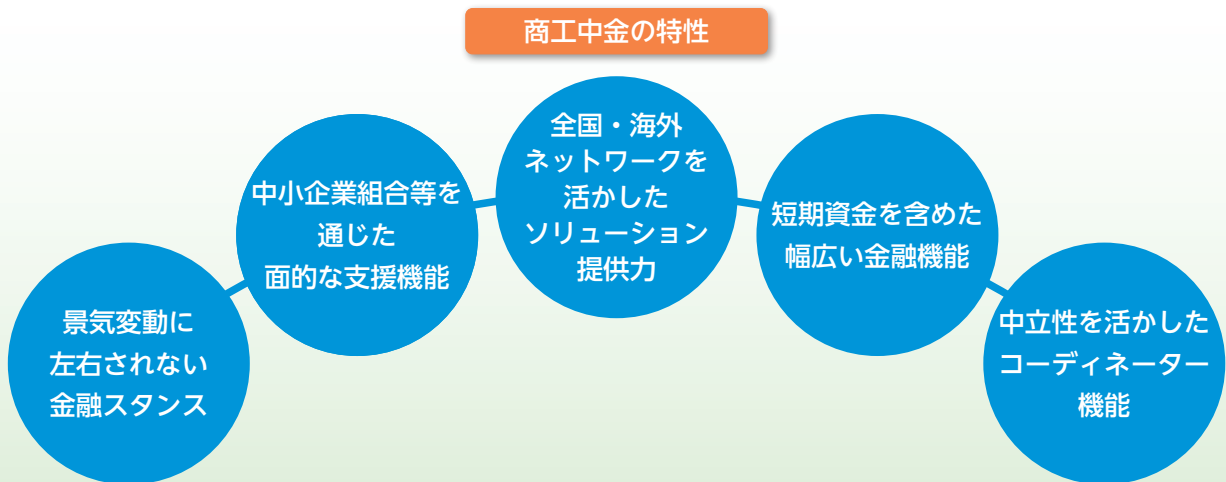 商工中金の特性
景気変動に
左右されない
金融スタンス
中小企業組合等を
通じた
面的な支援機能
全国・海外
ネットワークを
活かした
ソリューション
提供力
短期資金を含めた
幅広い金融機能
中立性を活かした
コーディネーター
機能